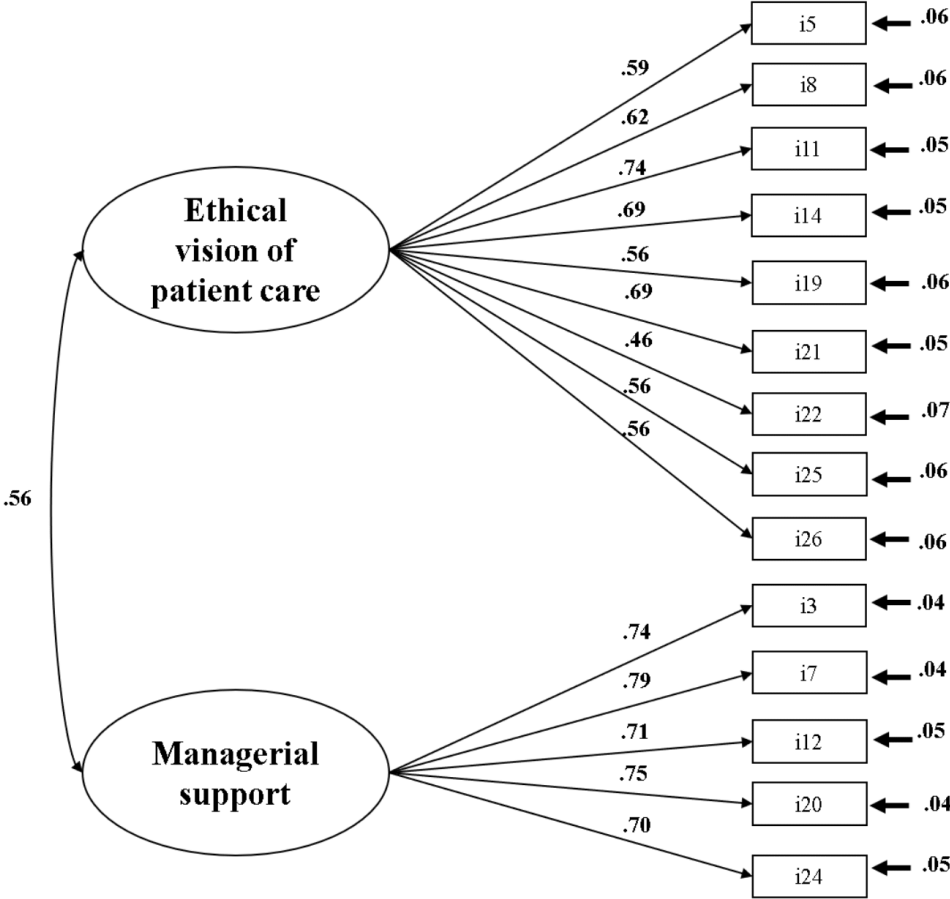 i5
.06
.59
i8
.06
.62
i11
.05
.74
i14
.05
.69
Ethical
vision of
patient care
.56
i19
.06
.69
i21
.05
.46
i22
.07
.56
i25
.06
.56
i26
.06
.56
i3
.04
.74
i7
.04
.79
i12
.05
.71
Managerial
support
.75
i20
.04
.70
i24
.05